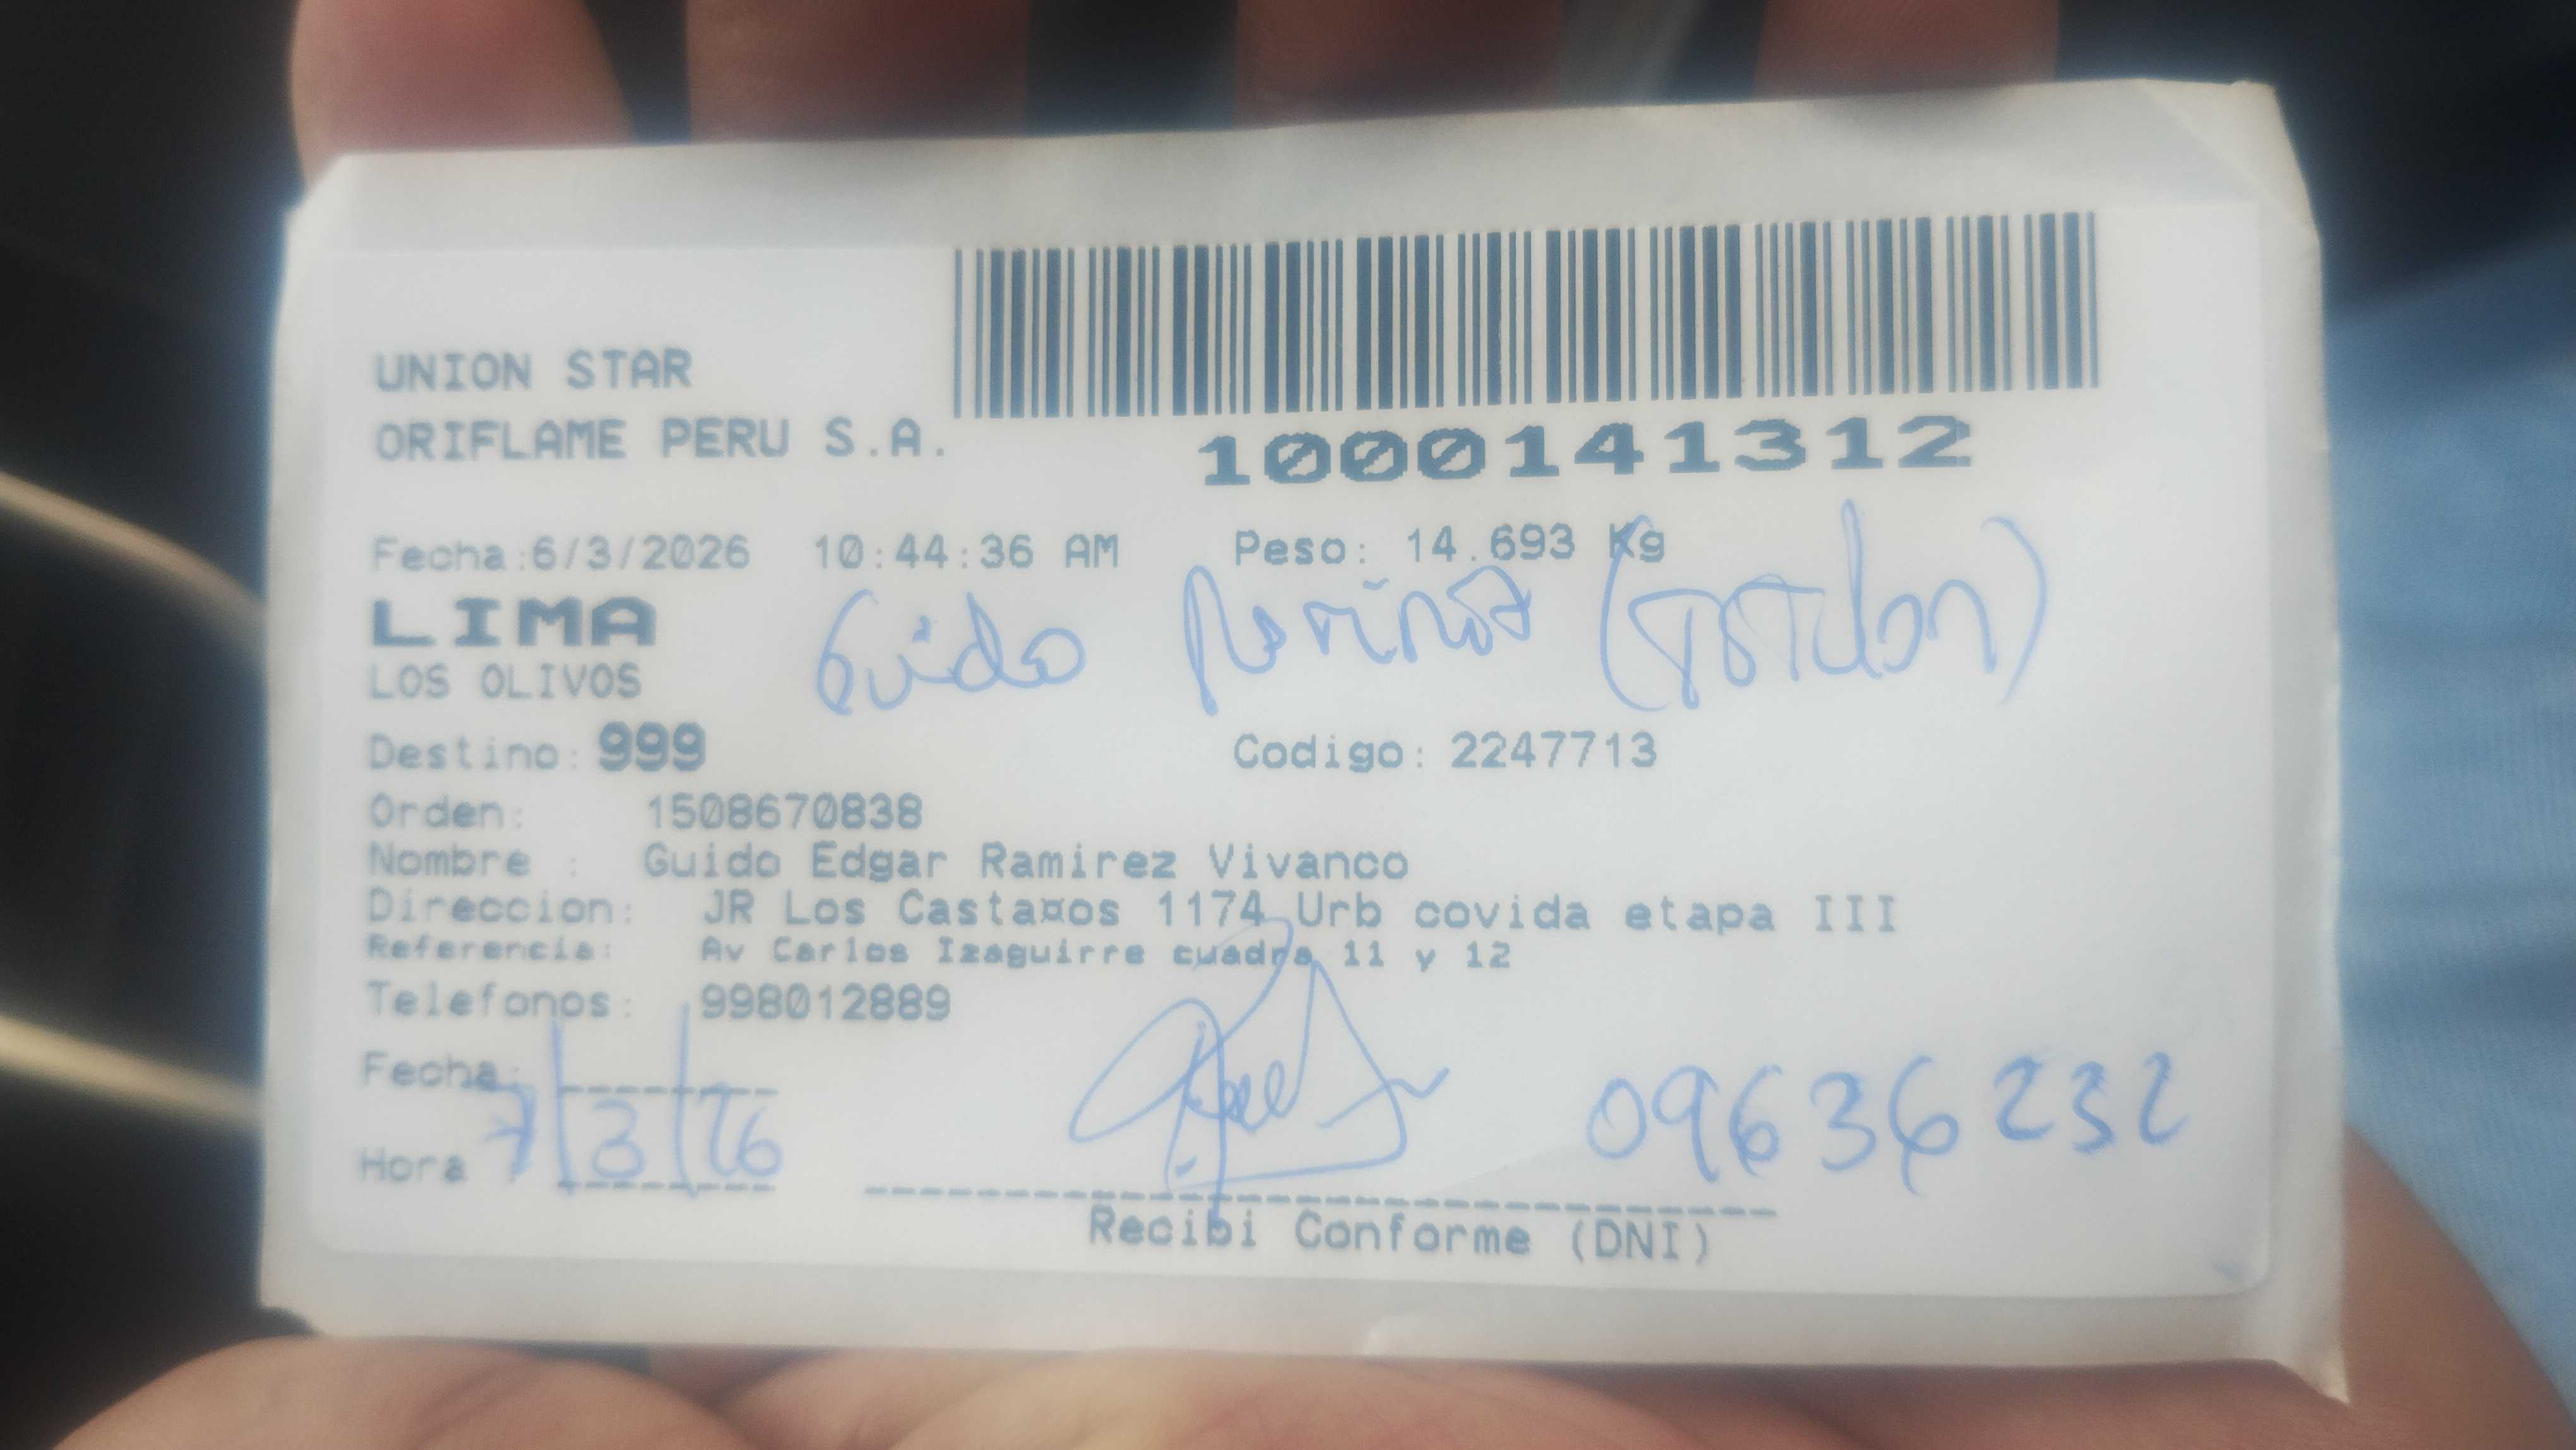 UNION STAR
ORIFLAME PERU S.A.
1000141312
Fecha:6/3/2026 10:44:36 AM Peso: 14.693 Kg
LIMA
Guido
LOS OLIVOS
Destino: 999 Codigo: 2247713
Orden: 1508670838
Nombre : Guido Edgar Ramirez Vivanco
Direccion: JR Los Casta¤os 1174 Urb covida etapa III
Referencia: Av Carlos Izaguirre cuadra 11 y 12
Telefonos: 998012889
Fecha:
7/3/26
09636232
Hora :
Recibi Conforme (DNI)